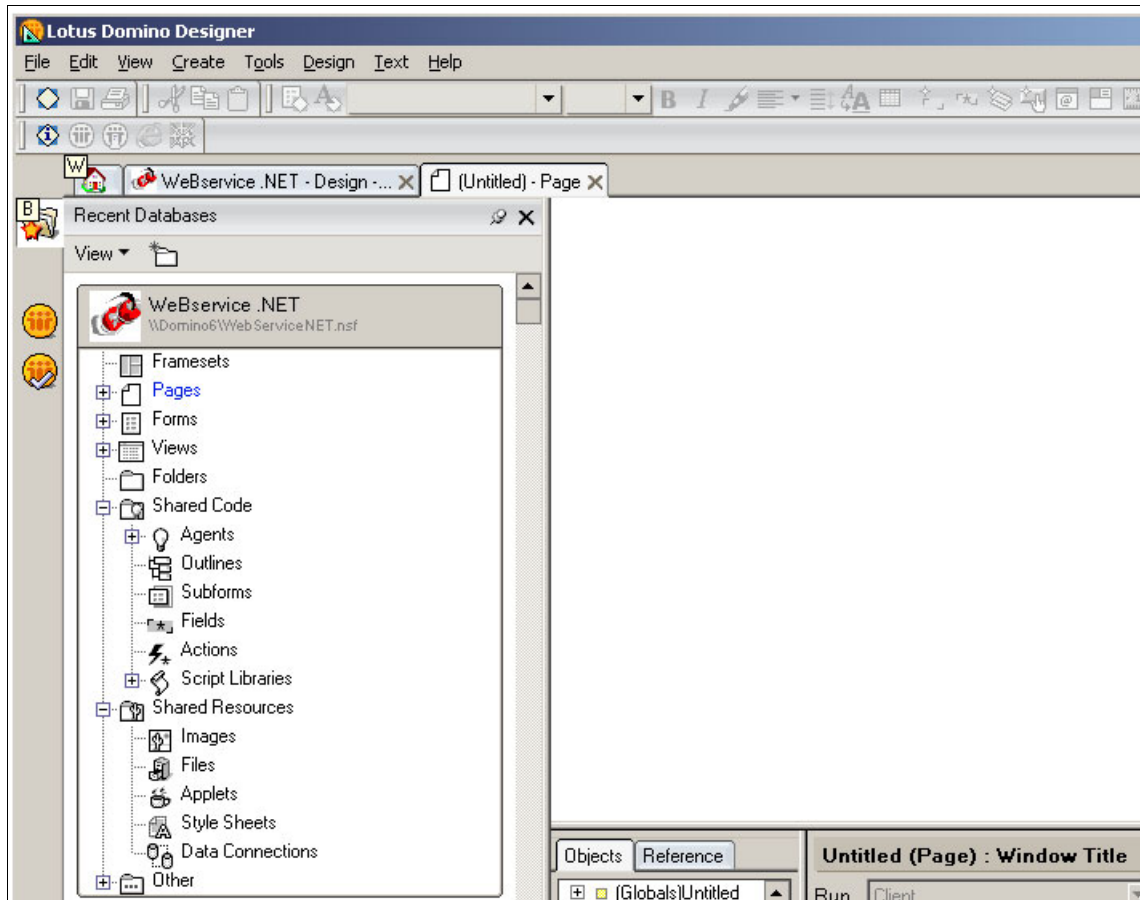 Lotus Domino Designer
File Edit View Create Tools Design Text Help
W
WeBservice .NET - Design -... (Untitled) - Page
B
Recent Databases
View
WeBservice .NET
\\Domino6\WebServiceNET.nsf
Framesets
Pages
Forms
Views
Folders
Shared Code
Agents
Outlines
Subforms
Fields
Actions
Script Libraries
Shared Resources
Images
Files
Applets
Style Sheets
Data Connections
Other
Objects Reference
Untitled (Page) : Window Title
(Globals)Untitled
Run Client